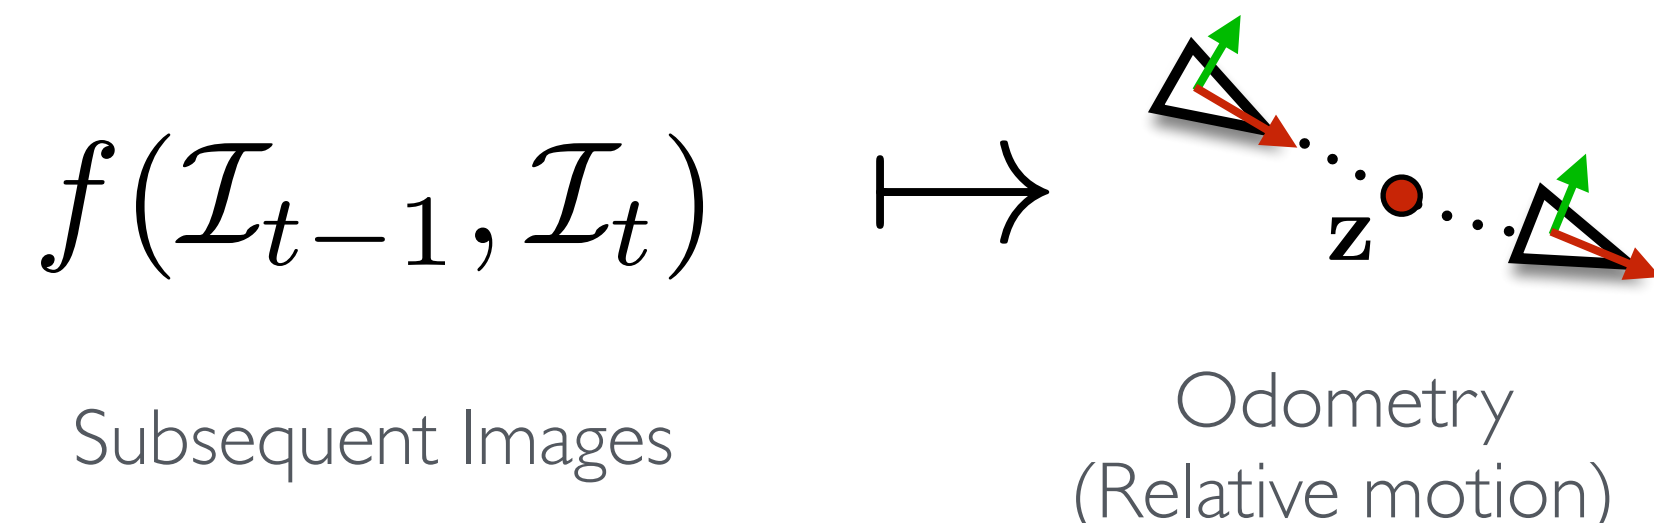 f(ℐₜ₋₁, ℐₜ) ↦
z
Subsequent Images
Odometry
(Relative motion)